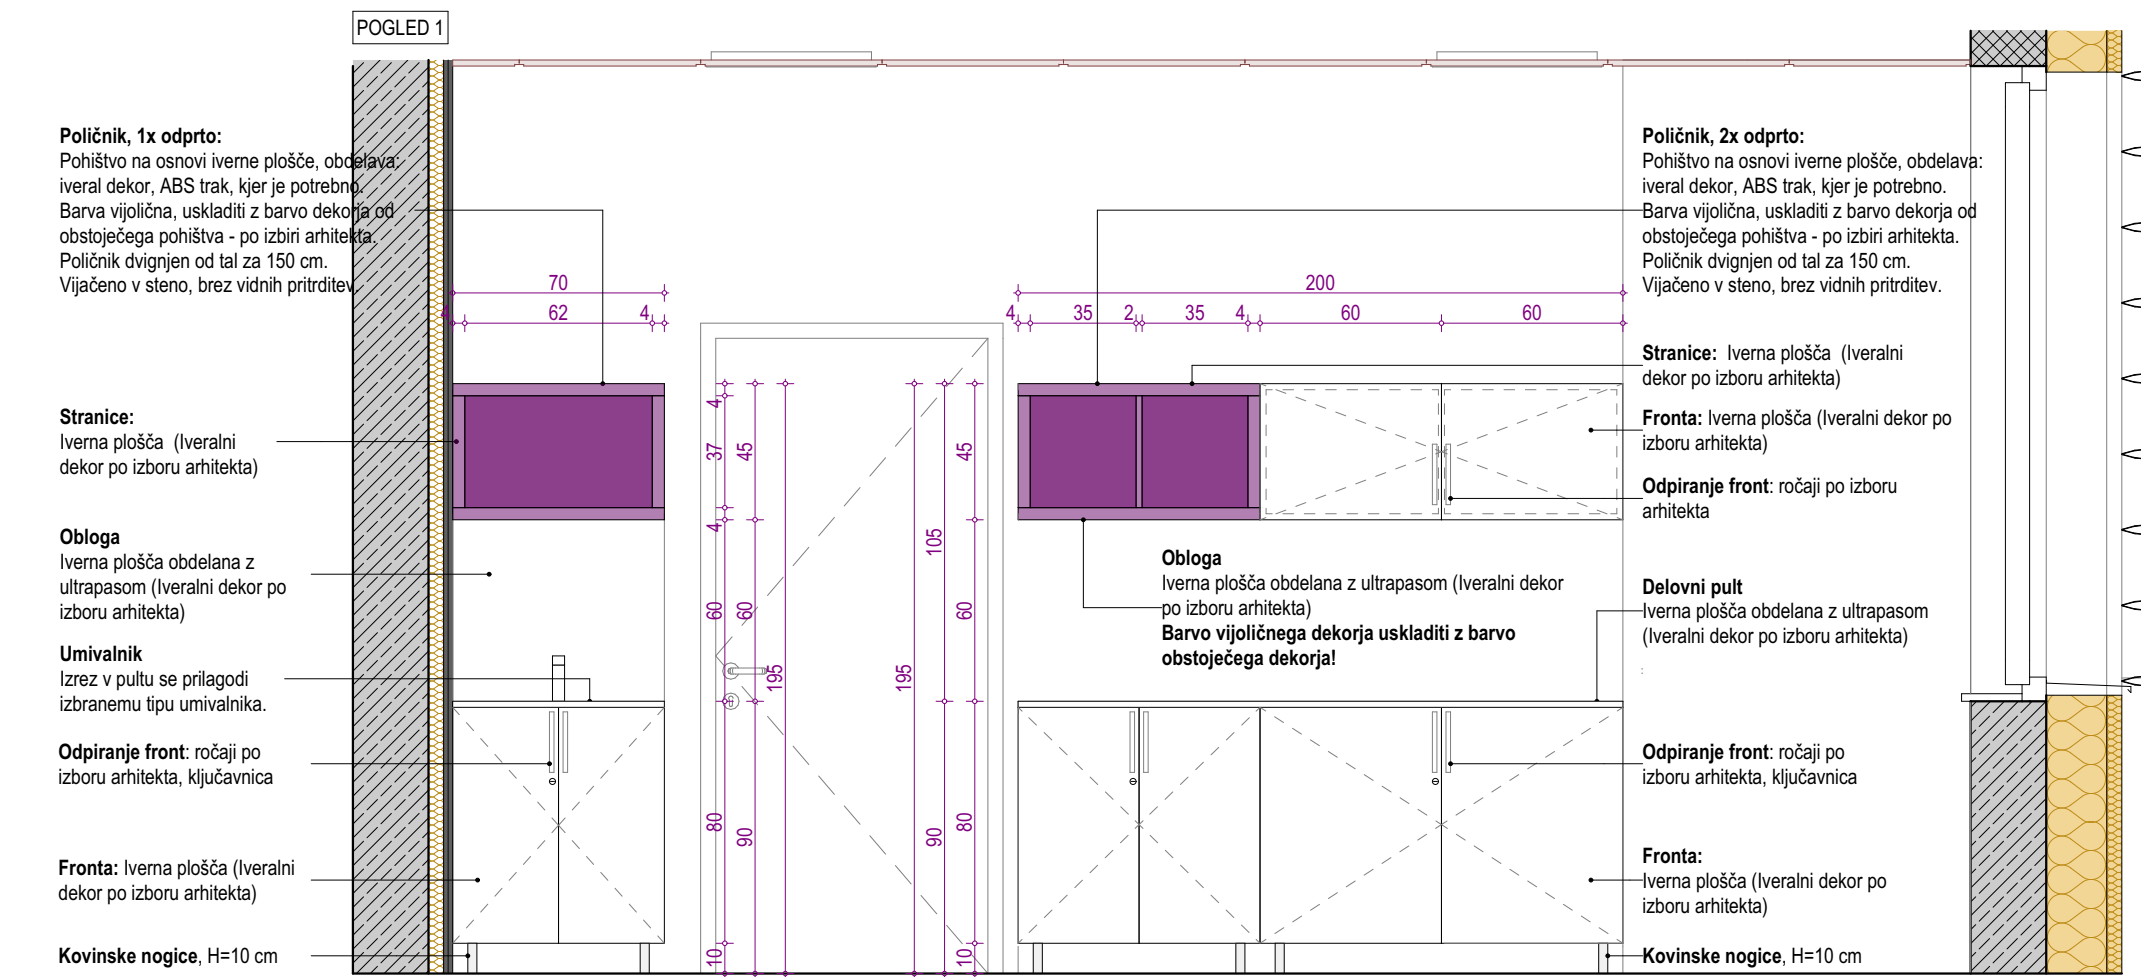 POGLED 1
Poličnik, 1x odprto:
Pohištvo na osnovi iverne plošče, obdelava:
iveral dekor, ABS trak, kjer je potrebno.
Barva vijolična, uskladiti z barvo dekorja od
obstoječega pohištva - po izbiri arhitekta.
Poličnik dvignjen od tal za 150 cm.
Vijačeno v steno, brez vidnih pritrditev.
Stranice:
Iverna plošča (Iveralni
dekor po izboru arhitekta)
Obloga
Iverna plošča obdelana z
ultrapasom (Iveralni dekor po
izboru arhitekta)
Umivalnik
Izrez v pultu se prilagodi
izbranemu tipu umivalnika.
Odpiranje front: ročaji po
izboru arhitekta, ključavnica
Fronta: Iverna plošča (Iveralni
dekor po izboru arhitekta)
Kovinske nogice, H=10 cm
70
4 62 4
4
37
4
60
80
10
45
60
90
195
195
105
90
45
60
80
10
200
4 35 2 35 4 60 60
Obloga
Iverna plošča obdelana z ultrapasom (Iveralni dekor
po izboru arhitekta)
Barvo vijoličnega dekorja uskladiti z barvo
obstoječega dekorja!
Poličnik, 2x odprto:
Pohištvo na osnovi iverne plošče, obdelava:
iveral dekor, ABS trak, kjer je potrebno.
Barva vijolična, uskladiti z barvo dekorja od
obstoječega pohištva - po izbiri arhitekta.
Poličnik dvignjen od tal za 150 cm.
Vijačeno v steno, brez vidnih pritrditev.
Stranice: Iverna plošča (Iveralni
dekor po izboru arhitekta)
Fronta: Iverna plošča (Iveralni dekor po
izboru arhitekta)
Odpiranje front: ročaji po izboru
arhitekta
Delovni pult
Iverna plošča obdelana z ultrapasom
(Iveralni dekor po izboru arhitekta)
Odpiranje front: ročaji po
izboru arhitekta, ključavnica
Fronta:
Iverna plošča (Iveralni dekor po
izboru arhitekta)
Kovinske nogice, H=10 cm